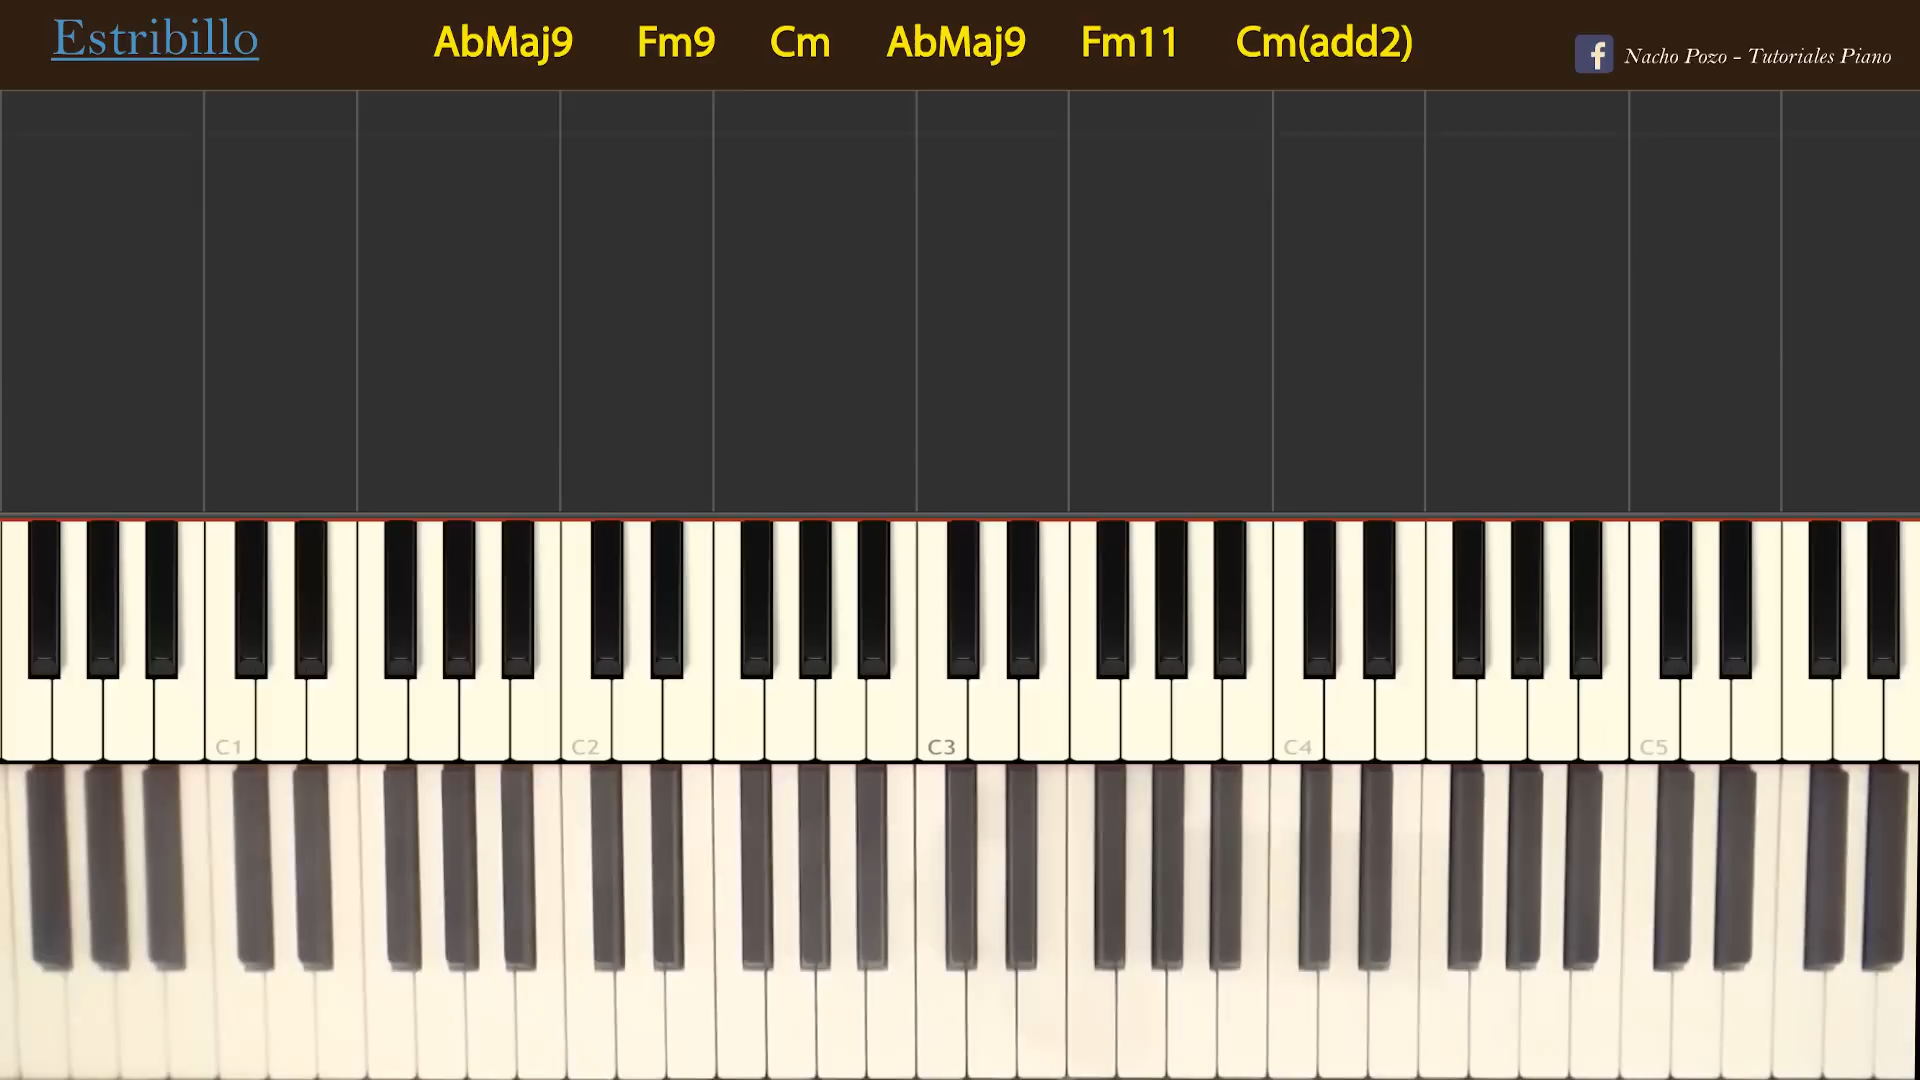 Estribillo AbMaj9 Fm9 Cm AbMaj9 Fm11 Cm(add2)
f Nacho Pozo - Tutoriales Piano
C1 C2 C3 C4 C5